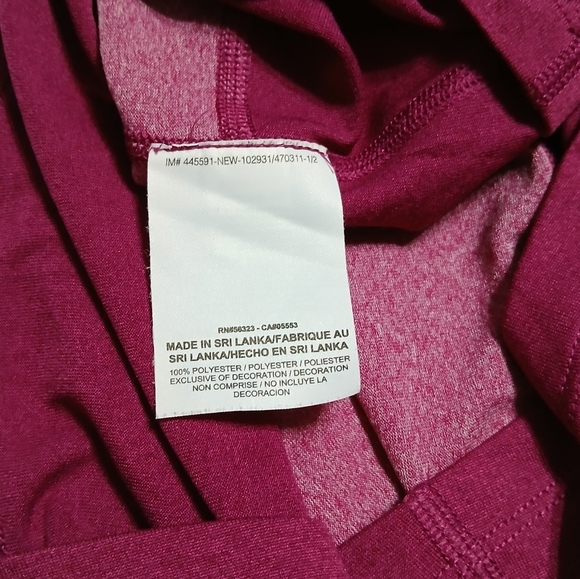 IM# 445591-NEW-102931/470311-1/2
RN#56323 - CA#05553
MADE IN SRI LANKA/FABRIQUE AU
SRI LANKA/HECHO EN SRI LANKA
100% POLYESTER / POLYESTER / POLIESTER
EXCLUSIVE OF DECORATION / DECORATION
NON COMPRISE / NO INCLUYE LA
DECORACION